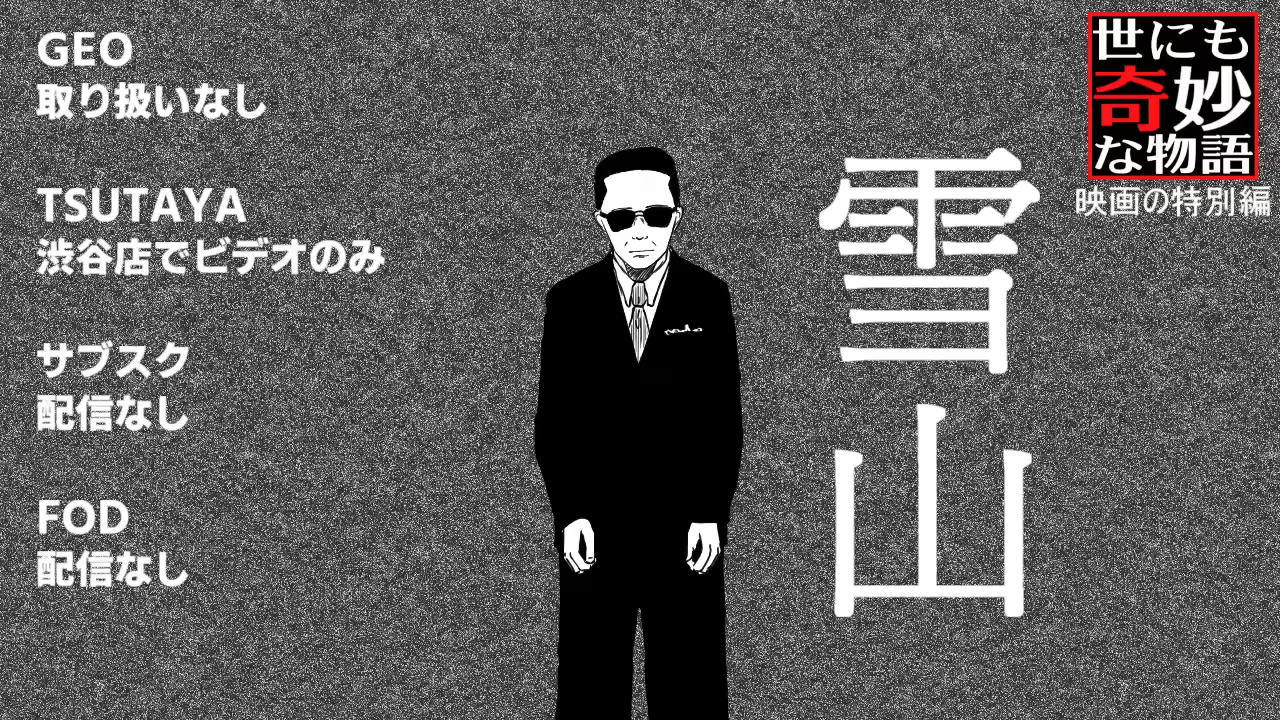 GEO
取り扱いなし
TSUTAYA
渋谷店でビデオのみ
サブスク
配信なし
FOD
配信なし
雪山
世にも
奇妙
な物語
映画の特別編